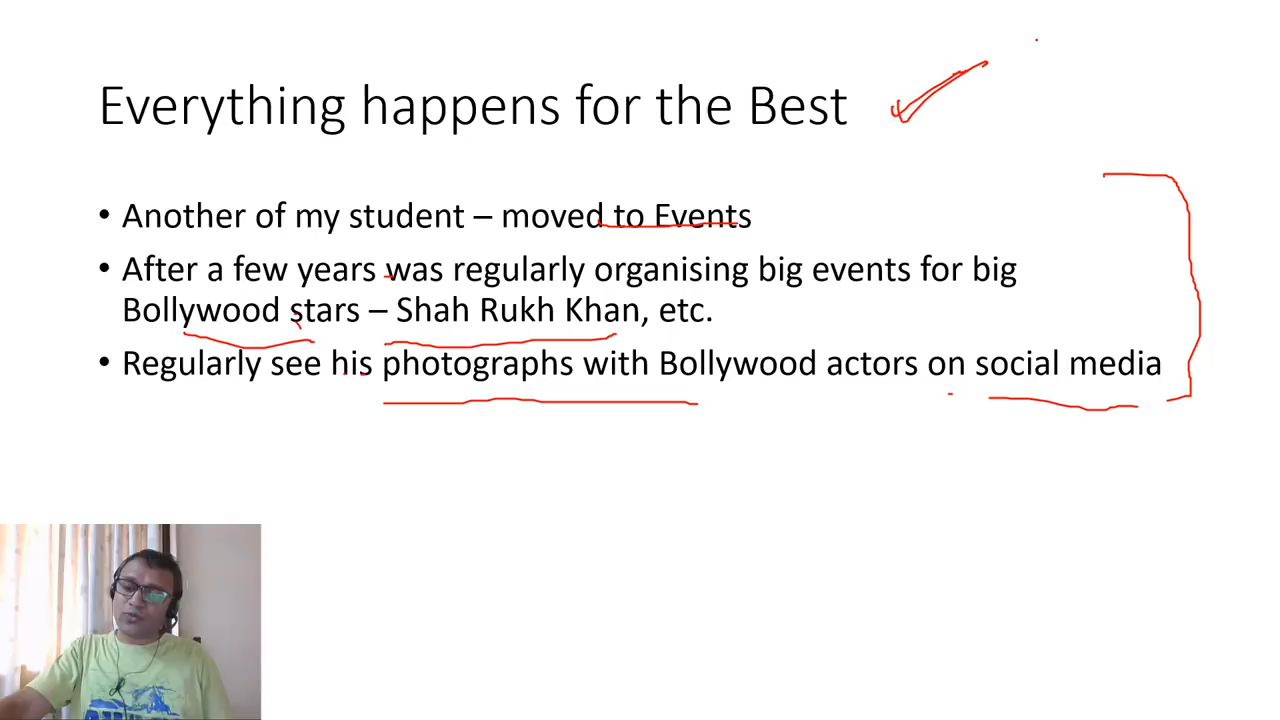 Everything happens for the Best
• Another of my student – moved to Events
• After a few years was regularly organising big events for big
Bollywood stars – Shah Rukh Khan, etc.
• Regularly see his photographs with Bollywood actors on social media